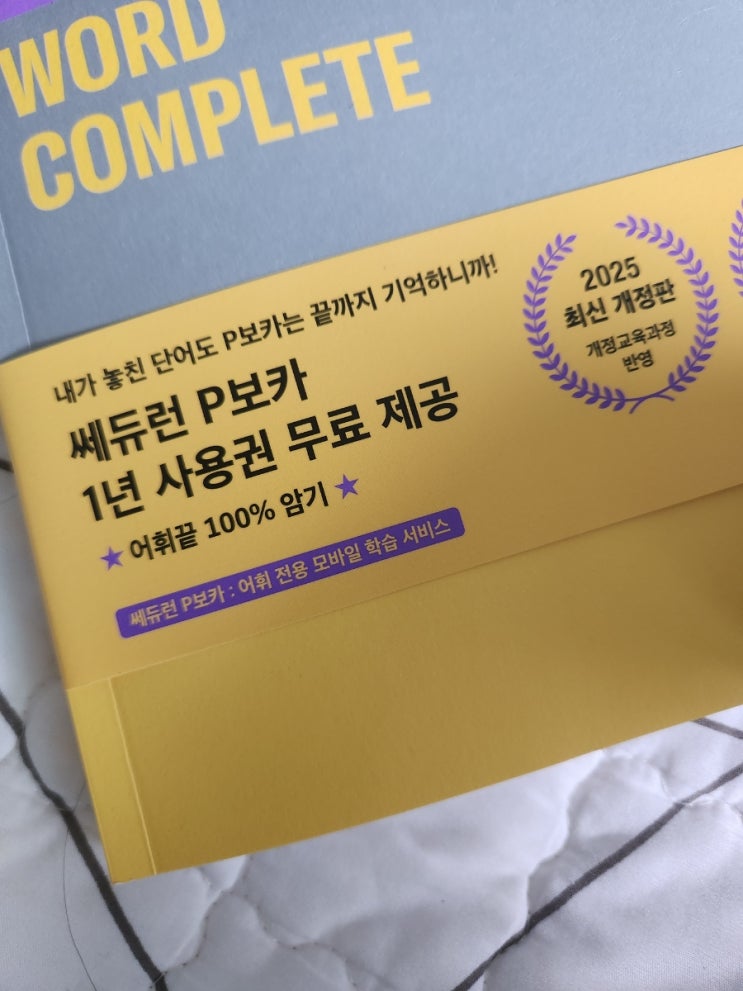 WORD
COMPLETE
내가 놓친 단어도 P보카는 끝까지 기억하니까!
쎄듀런 P보카
1년 사용권 무료 제공
★ 어휘끝 100% 암기 ★
쎄듀런 P보카 : 어휘 전용 모바일 학습 서비스
2025
최신 개정판
개정교육과정
반영